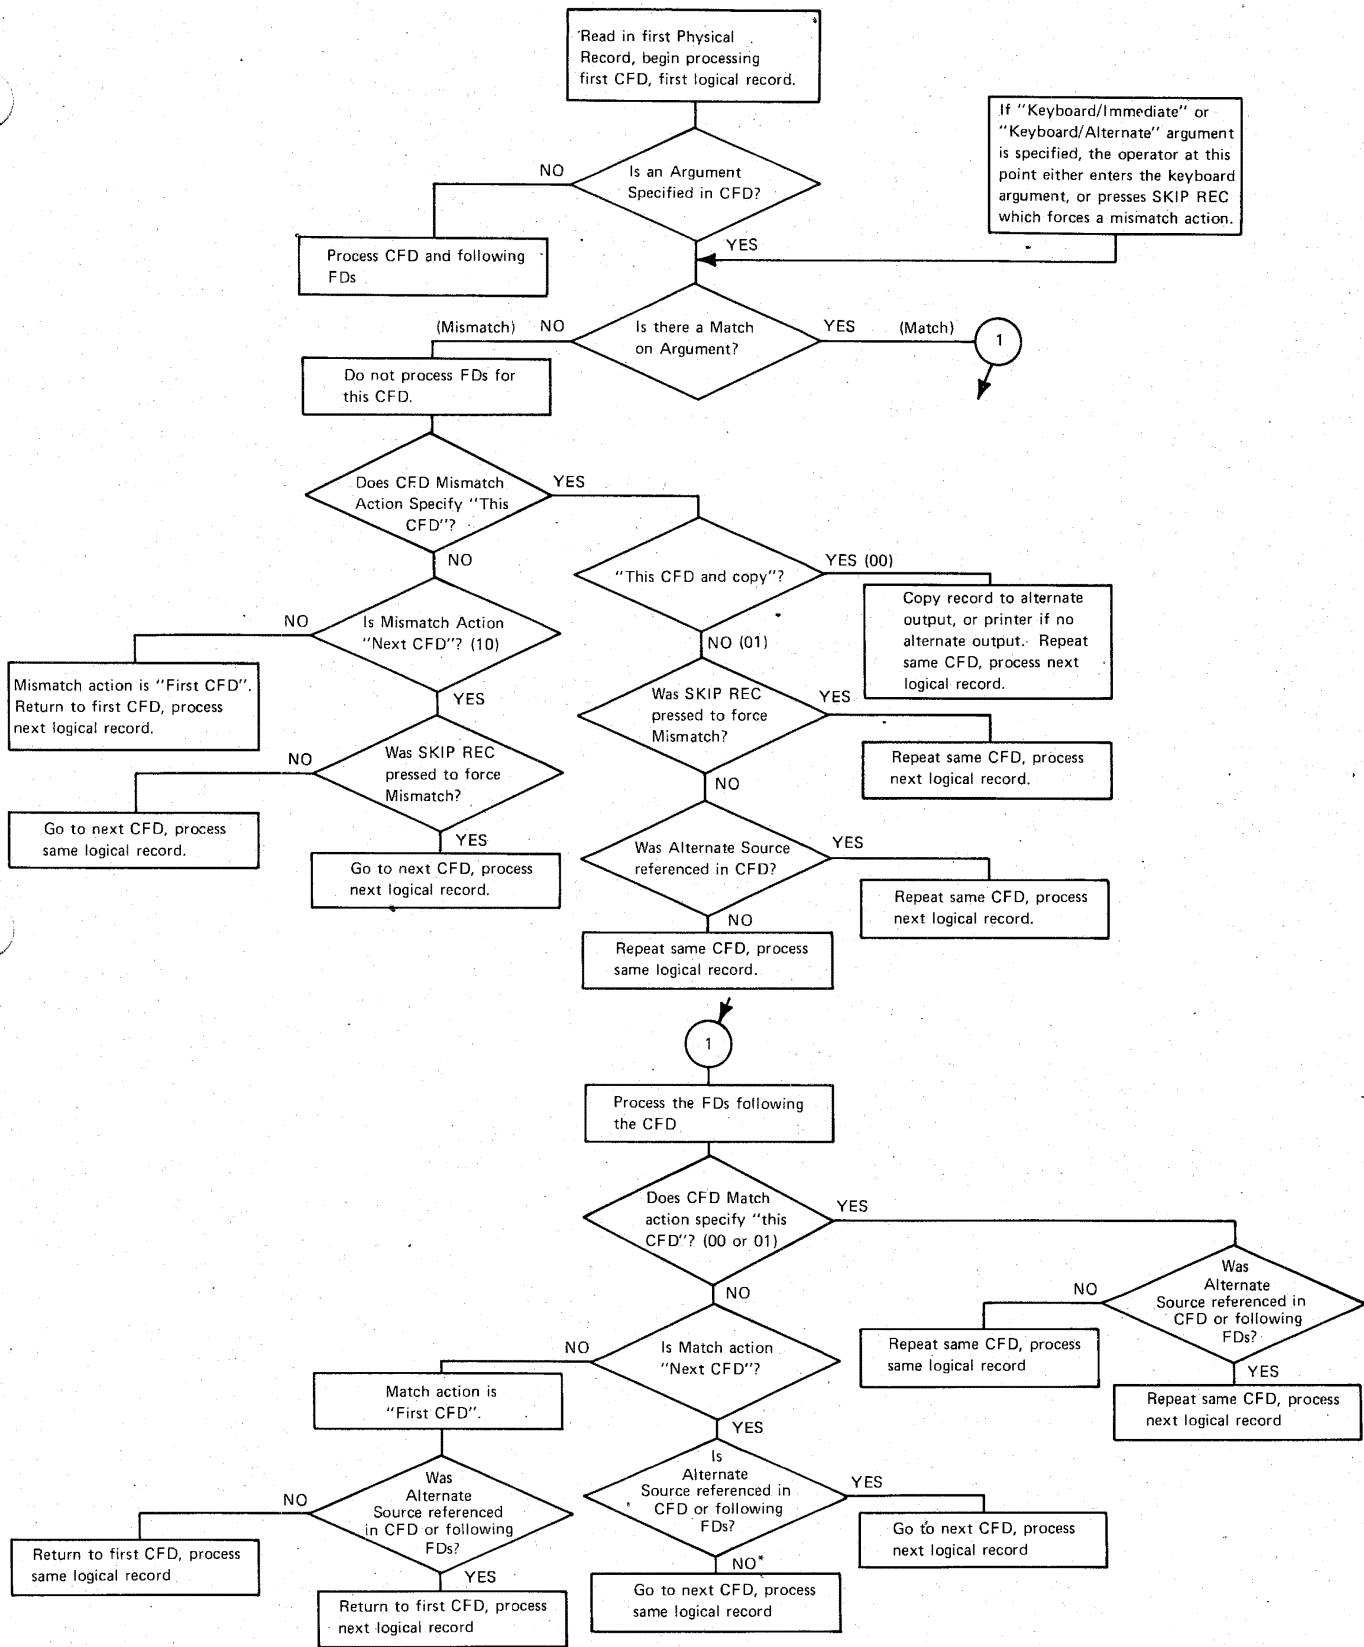 Read in first Physical
Record, begin processing
first CFD, first logical record.
If "Keyboard/Immediate" or
"Keyboard/Alternate" argument
is specified, the operator at this
point either enters the keyboard
argument, or presses SKIP REC
which forces a mismatch action.
NO
Is an Argument
Specified in CFD?
YES
Process CFD and following
FDs
(Mismatch) NO
Is there a Match
on Argument?
YES (Match)
1
Do not process FDs for
this CFD.
Does CFD Mismatch
Action Specify "This
CFD"?
YES
NO
"This CFD and copy"?
YES (00)
Copy record to alternate
output, or printer if no
alternate output. Repeat
same CFD, process next
logical record.
NO
Is Mismatch Action
"Next CFD"? (10)
NO (01)
Mismatch action is "First CFD".
Return to first CFD, process
next logical record.
YES
Was SKIP REC
pressed to force
Mismatch?
YES
Repeat same CFD, process
next logical record.
NO
Was SKIP REC
pressed to force
Mismatch?
NO
Go to next CFD, process
same logical record.
YES
Go to next CFD, process
next logical record.
Was Alternate Source
referenced in CFD?
YES
Repeat same CFD, process
next logical record.
NO
Repeat same CFD, process
same logical record.
1
Process the FDs following
the CFD
Does CFD Match
action specify "this
CFD"? (00 or 01)
YES
NO
Was
Alternate
Source referenced in
CFD or following
FDs?
NO
Repeat same CFD, process
same logical record
YES
Repeat same CFD, process
next logical record
NO
Is Match action
"Next CFD"?
Match action is
"First CFD".
YES
Is
Alternate
Source referenced in
CFD or following
FDs?
YES
Go to next CFD, process
next logical record
NO*
Go to next CFD, process
same logical record
NO
Was
Alternate
Source referenced
in CFD or following
FDs?
Return to first CFD, process
same logical record
YES
Return to first CFD, process
next logical record